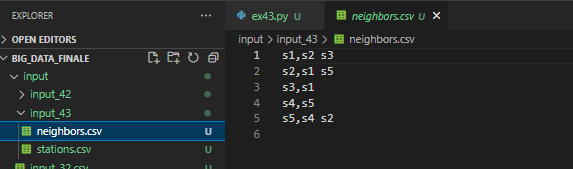 EXPLORER
...
OPEN EDITORS
BIG_DATA_FINALE
input
input_42
input_43
neighbors.csv U
stations.csv U
input_32.csv U
ex43.py U
neighbors.csv U
input > input_43 > neighbors.csv
1 s1,s2 s3
2 s2,s1 s5
3 s3,s1
4 s4,s5
5 s5,s4 s2
6